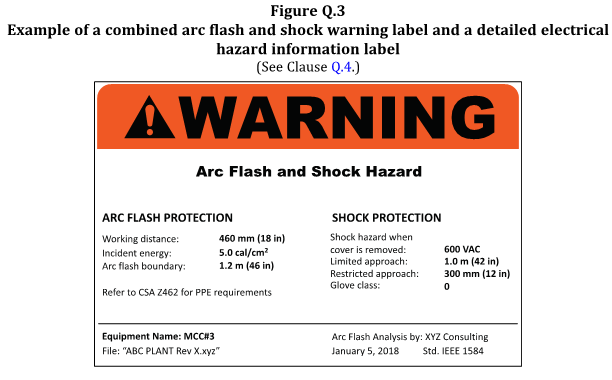 Figure Q.3
Example of a combined arc flash and shock warning label and a detailed electrical
hazard information label
(See Clause Q.4.)
WARNING
Arc Flash and Shock Hazard
ARC FLASH PROTECTION
Working distance: 460 mm (18 in)
Incident energy: 5.0 cal/cm²
Arc flash boundary: 1.2 m (46 in)
Refer to CSA Z462 for PPE requirements
SHOCK PROTECTION
Shock hazard when
cover is removed: 600 VAC
Limited approach: 1.0 m (42 in)
Restricted approach: 300 mm (12 in)
Glove class: 0
Equipment Name: MCC#3
File: “ABC PLANT Rev X.xyz”
Arc Flash Analysis by: XYZ Consulting
January 5, 2018 Std. IEEE 1584